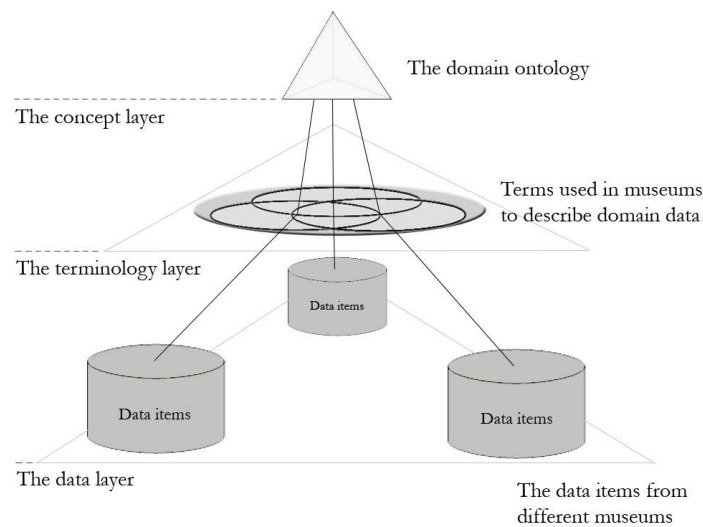 The domain ontology
The concept layer
Terms used in museums
to describe domain data
The terminology layer
Data items
Data items
Data items
The data layer
The data items from
different museums